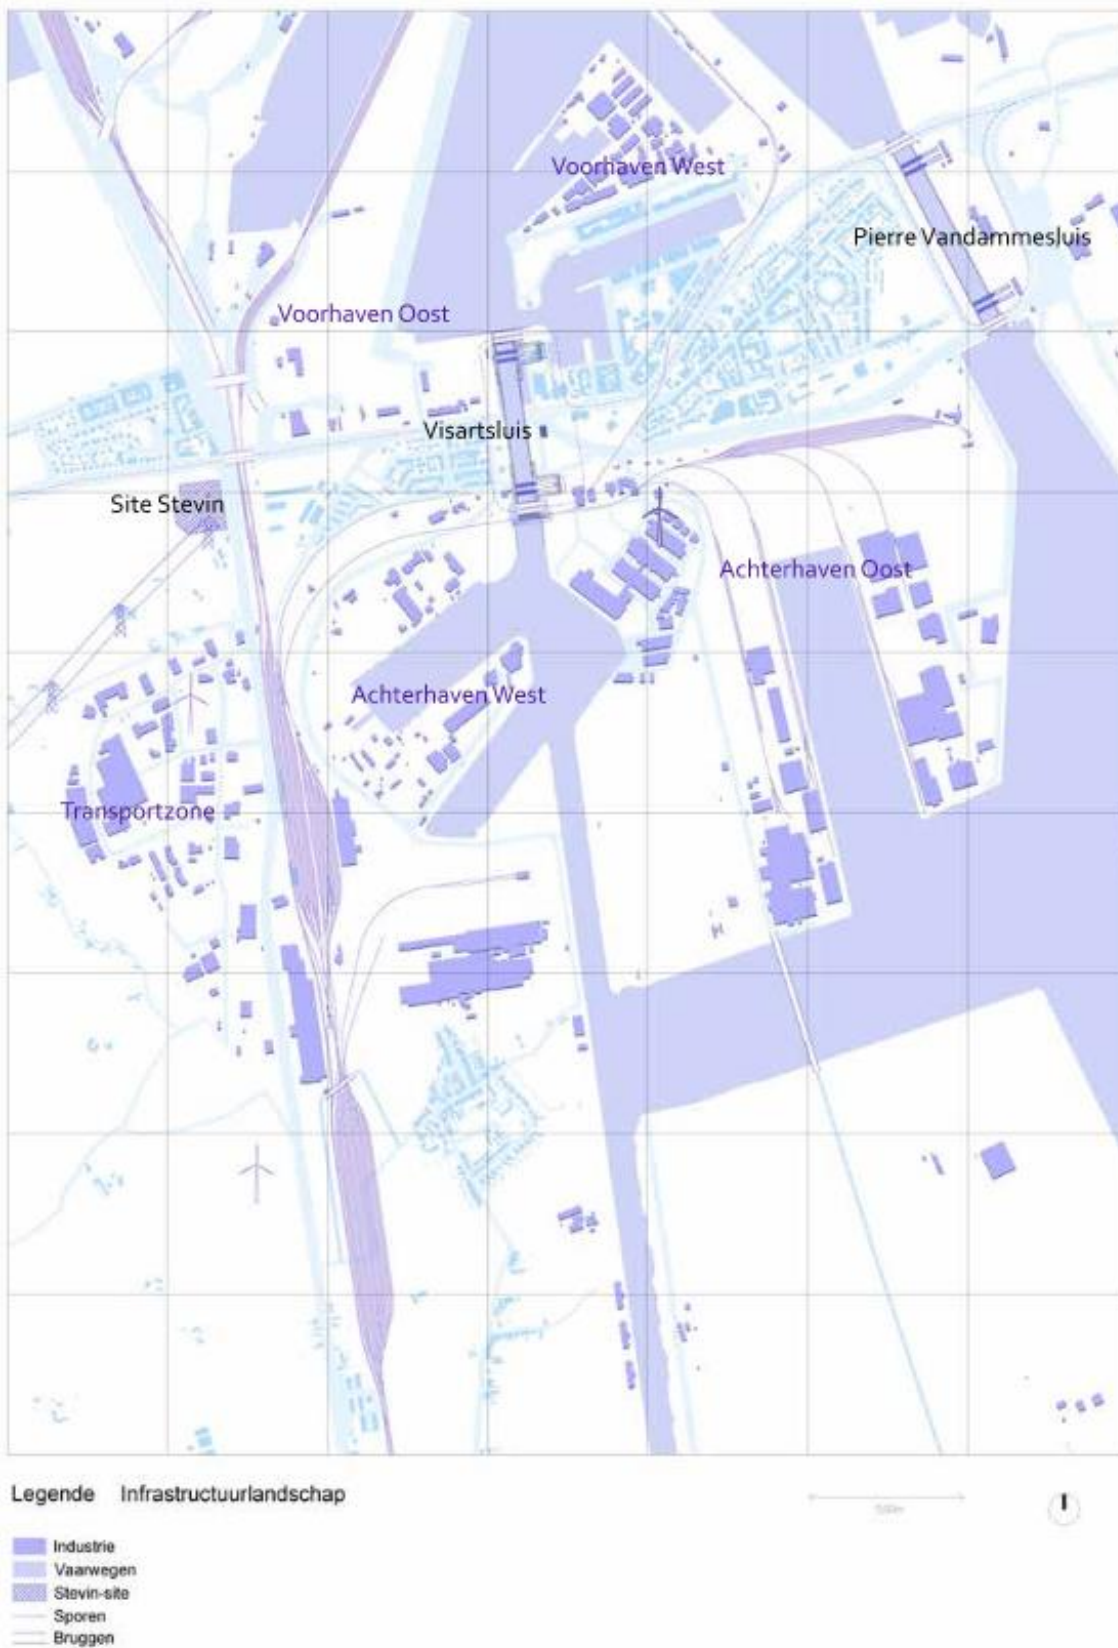 Voorhaven West
Pierre Vandammesluis
Voorhaven Oost
Visartsluis
Site Stevin
Achterhaven Oost
Achterhaven West
Transportzone
Legende Infrastructuurlandschap
Industrie
Vaarwegen
Stevin-site
Sporen
Bruggen